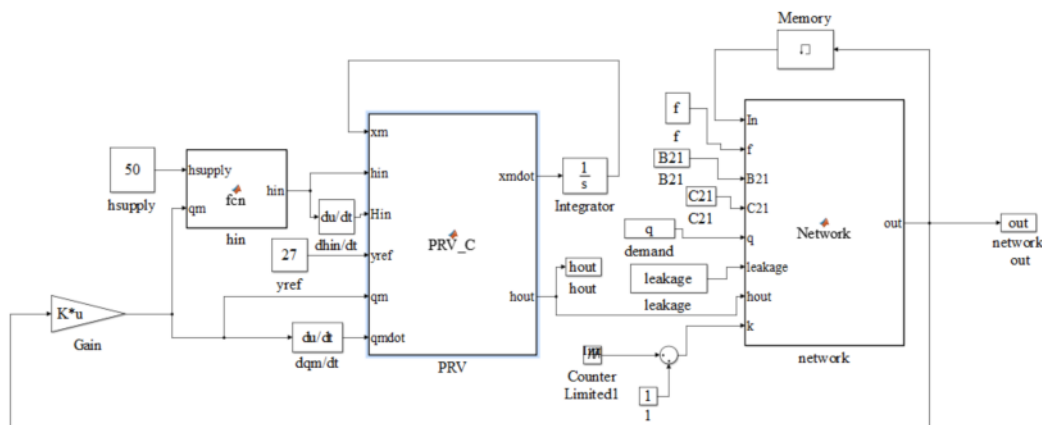 Memory
50
hsupply
hsupply
qm
fcn
hin
hin
du/dt
dhin/dt
27
yref
K*u
Gain
du/dt
dqm/dt
xm
hin
Hin
yref
qm
qmdot
PRV_C
xmdot
hout
PRV
1
s
Integrator
hout
hout
f
f
B21
B21
C21
C21
q
demand
leakage
leakage
Counter
Limited1
1
1
In
f
B21
C21
q
leakage
hout
k
Network
out
network
out
network
out